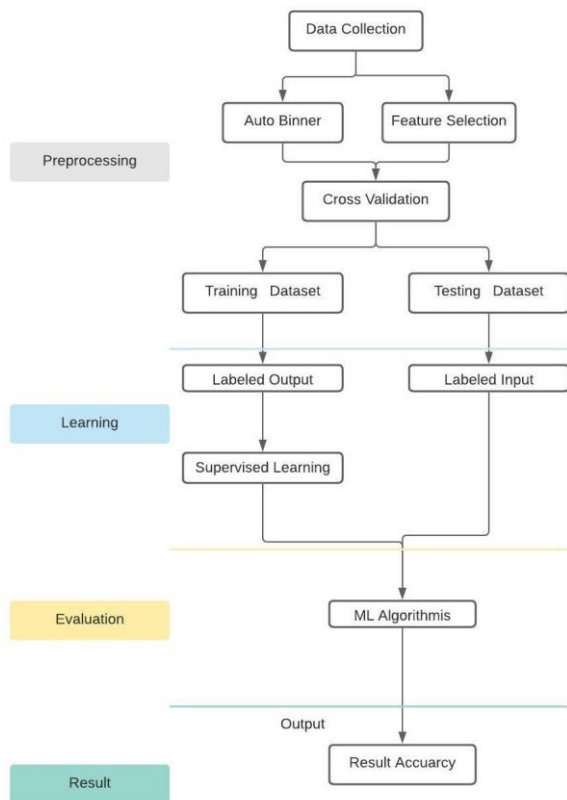 Data Collection
Auto Binner
Feature Selection
Preprocessing
Cross Validation
Training Dataset
Testing Dataset
Labeled Output
Labeled Input
Learning
Supervised Learning
Evaluation
ML Algorithmis
Output
Result Accuarcy
Result